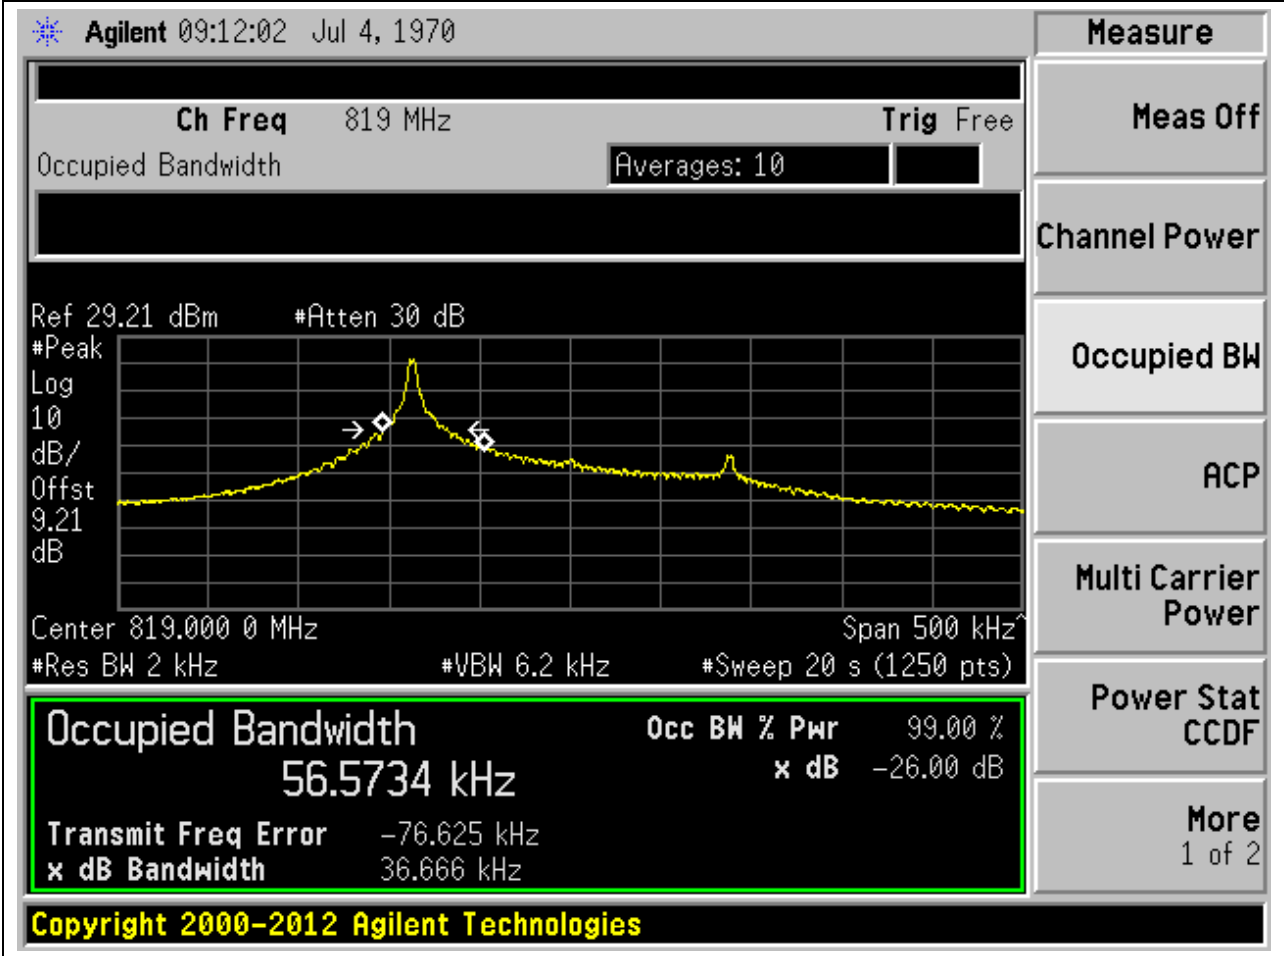 Agilent 09:12:02 Jul 4, 1970
Measure
Ch Freq 819 MHz Trig Free
Occupied Bandwidth Averages: 10
Meas Off
Channel Power
Occupied BW
ACP
Multi Carrier
Power
Power Stat
CCDF
More
1 of 2
Ref 29.21 dBm #Atten 30 dB
#Peak
Log
10
dB/
Offst
9.21
dB
Center 819.000 0 MHz Span 500 kHz^
#Res BW 2 kHz #VBW 6.2 kHz #Sweep 20 s (1250 pts)
Occupied Bandwidth Occ BW % Pwr 99.00 %
56.5734 kHz x dB -26.00 dB
Transmit Freq Error -76.625 kHz
x dB Bandwidth 36.666 kHz
Copyright 2000-2012 Agilent Technologies